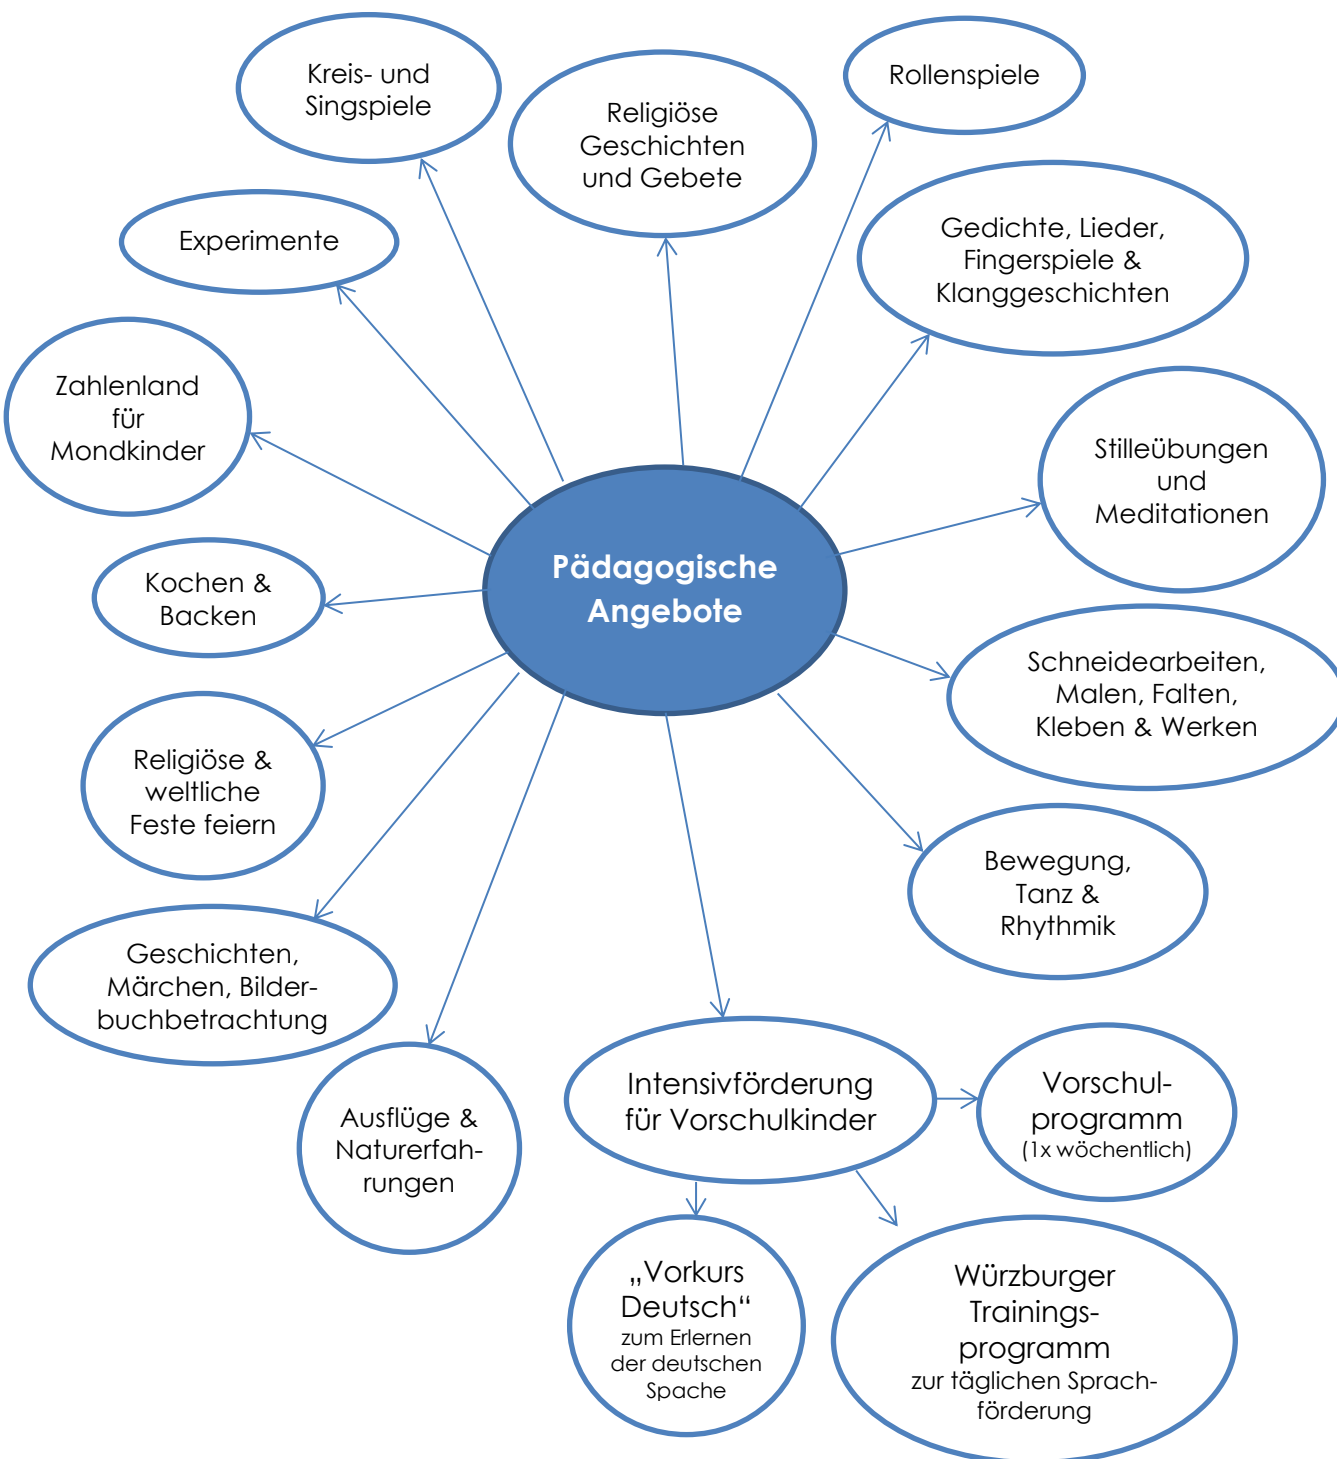 Kreis- und
Singspiele
Religiöse
Geschichten
und Gebete
Rollenspiele
Experimente
Gedichte, Lieder,
Fingerspiele &
Klanggeschichten
Zahlenland
für
Mondkinder
Stilleübungen
und
Meditationen
Pädagogische
Angebote
Kochen &
Backen
Schneidearbeiten,
Malen, Falten,
Kleben & Werken
Religiöse &
weltliche
Feste feiern
Bewegung,
Tanz &
Rhythmik
Geschichten,
Märchen, Bilder-
buchbetrachtung
Ausflüge &
Naturerfah-
rungen
Intensivförderung
für Vorschulkinder
Vorschul-
programm
(1x wöchentlich)
„Vorkurs
Deutsch“
zum Erlernen
der deutschen
Spache
Würzburger
Trainings-
programm
zur täglichen Sprach-
förderung